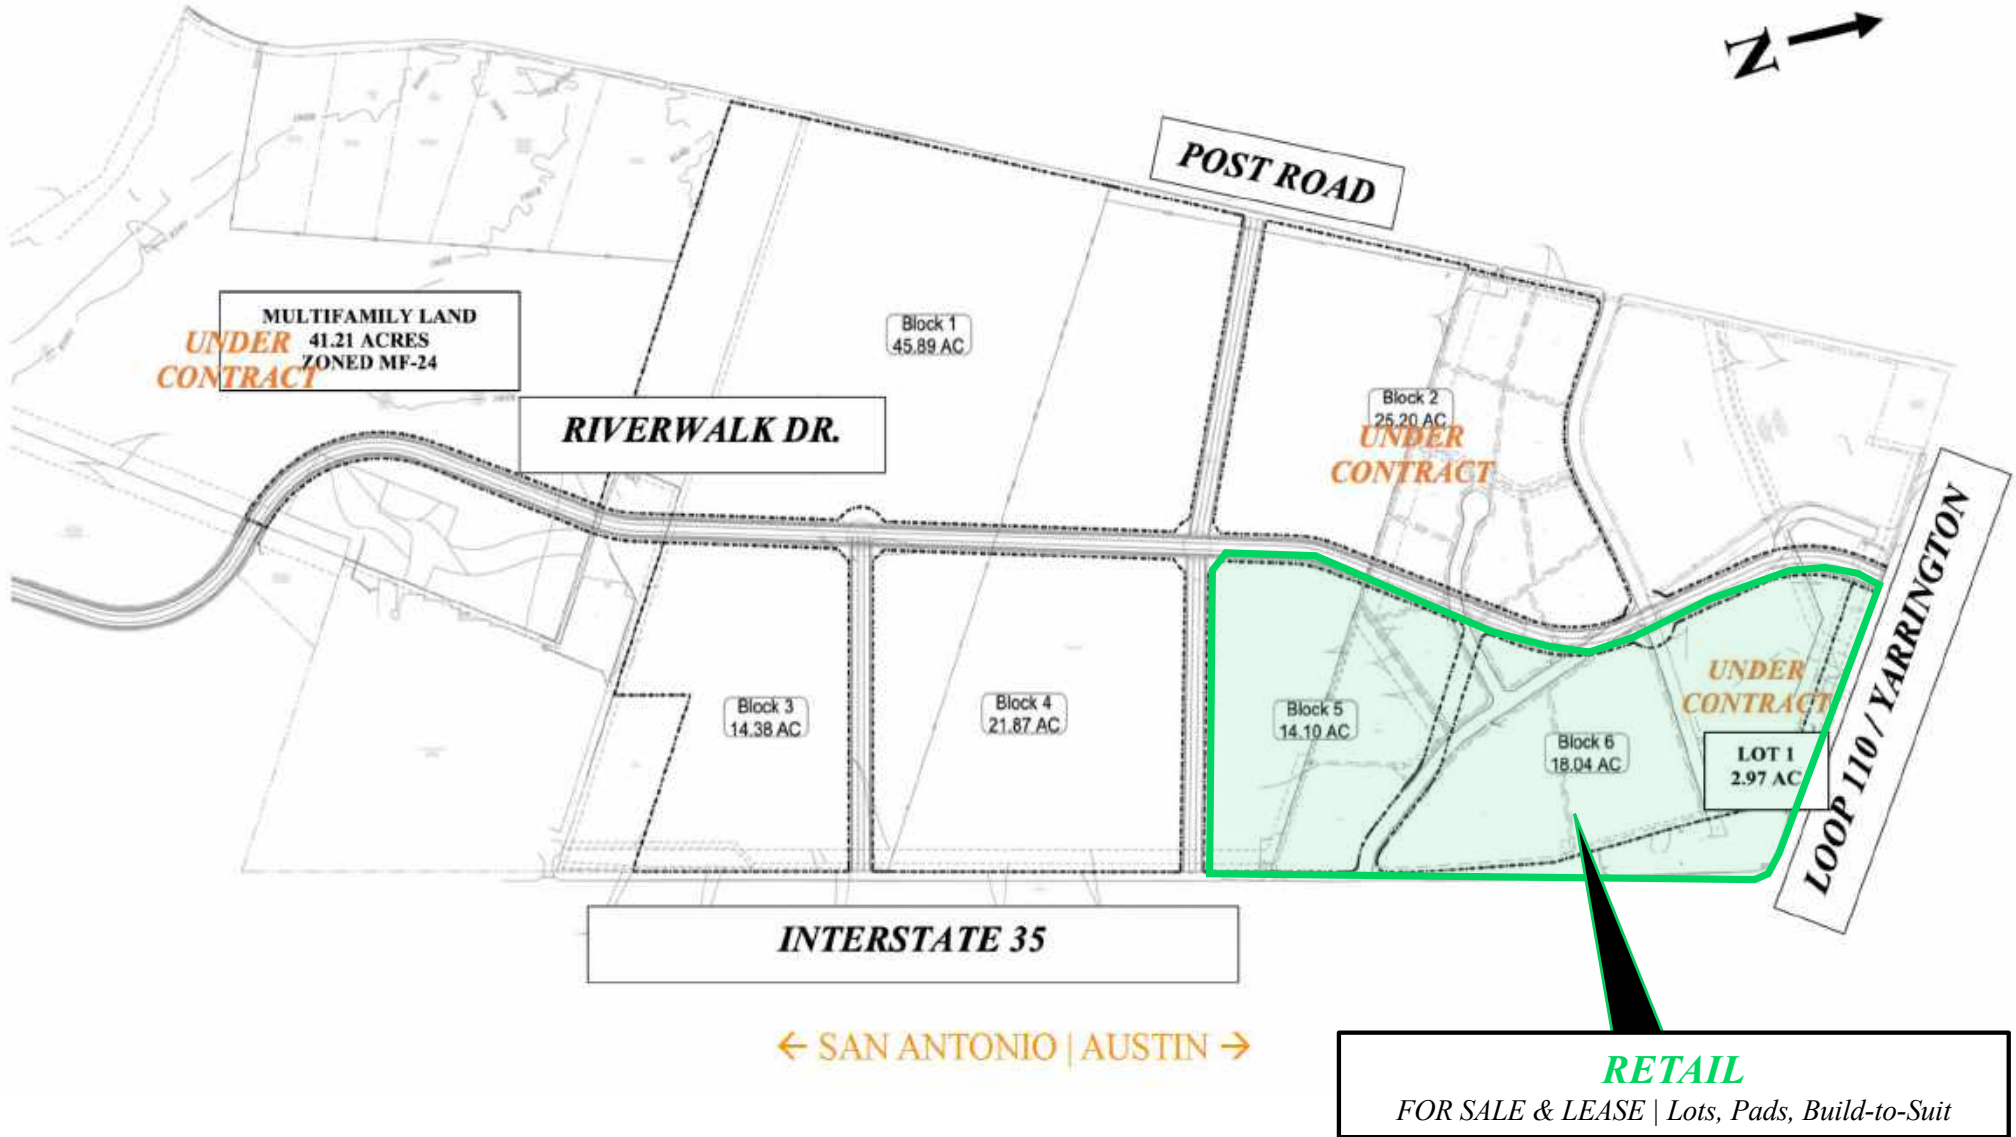 N
POST ROAD
MULTIFAMILY LAND
41.21 ACRES
ZONED MF-24
UNDER
CONTRACT
RIVERWALK DR.
Block 1
45.89 AC
Block 2
25.20 AC
UNDER
CONTRACT
Block 3
14.38 AC
Block 4
21.87 AC
Block 5
14.10 AC
Block 6
18.04 AC
UNDER
CONTRACT
LOT 1
2.97 AC
LOOP 110 / YARRINGTON
INTERSTATE 35
← SAN ANTONIO | AUSTIN →
RETAIL
FOR SALE & LEASE | Lots, Pads, Build-to-Suit